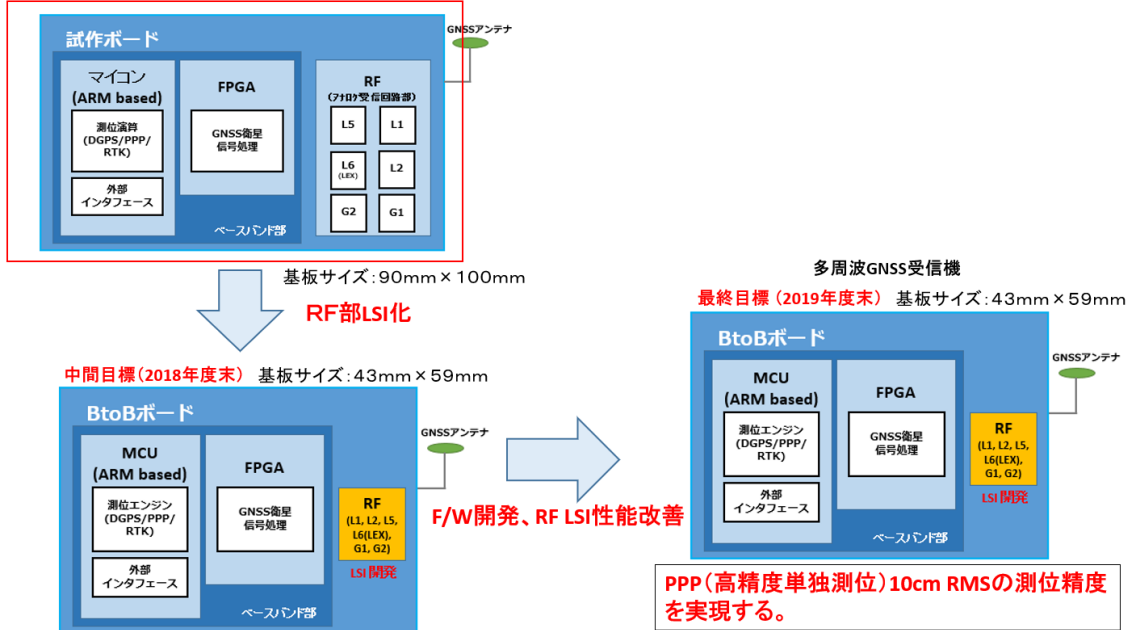 試作ボード
GNSSアンテナ
マイコン
(ARM based)
測位演算
(DGPS/PPP/
RTK)
外部
インタフェース
FPGA
GNSS衛星
信号処理
ベースバンド部
RF
(アナログ受信回路部)
L5
L1
L6
(LEX)
L2
G2
G1
基板サイズ:90mm×100mm
RF部LSI化
中間目標(2018年度末) 基板サイズ:43mm×59mm
BtoBボード
GNSSアンテナ
MCU
(ARM based)
測位エンジン
(DGPS/PPP/
RTK)
外部
インタフェース
FPGA
GNSS衛星
信号処理
ベースバンド部
RF
(L1, L2, L5,
L6(LEX),
G1, G2)
LSI開発
F/W開発、RF LSI性能改善
多周波GNSS受信機
最終目標(2019年度末) 基板サイズ:43mm×59mm
BtoBボード
GNSSアンテナ
MCU
(ARM based)
測位エンジン
(DGPS/PPP/
RTK)
外部
インタフェース
FPGA
GNSS衛星
信号処理
ベースバンド部
RF
(L1, L2, L5,
L6(LEX),
G1, G2)
LSI開発
PPP(高精度単独測位)10cm RMSの測位精度
を実現する。